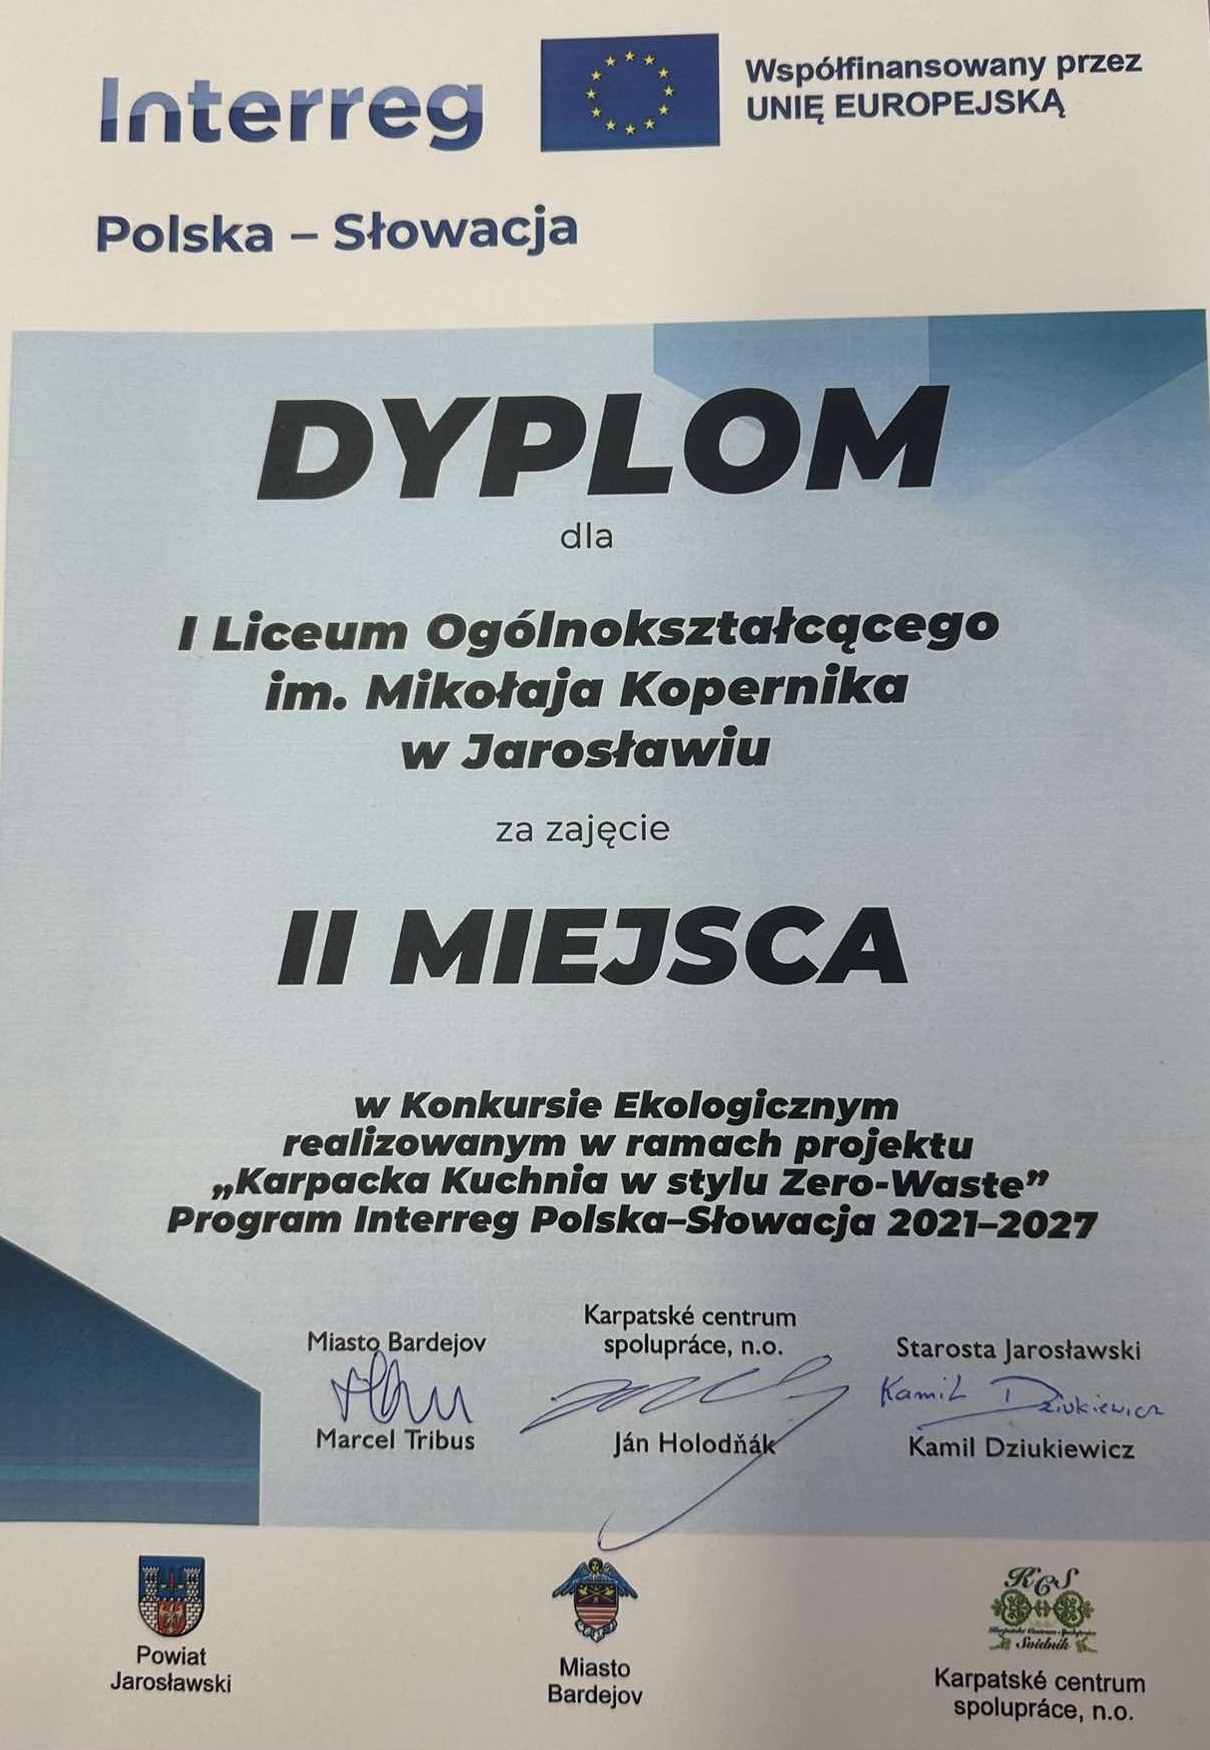 Interreg
Współfinansowany przez
UNIĘ EUROPEJSKĄ
Polska – Słowacja
DYPLOM
dla
I Liceum Ogólnokształcącego
im. Mikołaja Kopernika
w Jarosławiu
za zajęcie
II MIEJSCA
w Konkursie Ekologicznym
realizowanym w ramach projektu
„Karpacka Kuchnia w stylu Zero-Waste”
Program Interreg Polska–Słowacja 2021–2027
Miasto Bardejov
Marcel Tribus
Karpatské centrum
spolupráce, n.o.
Ján Holodňák
Starosta Jarosławski
Kamil Dziukiewicz
Kamil Dziukiewicz
Powiat
Jarosławski
Miasto
Bardejov
KCS
Svidník
Karpatské centrum
spolupráce, n.o.